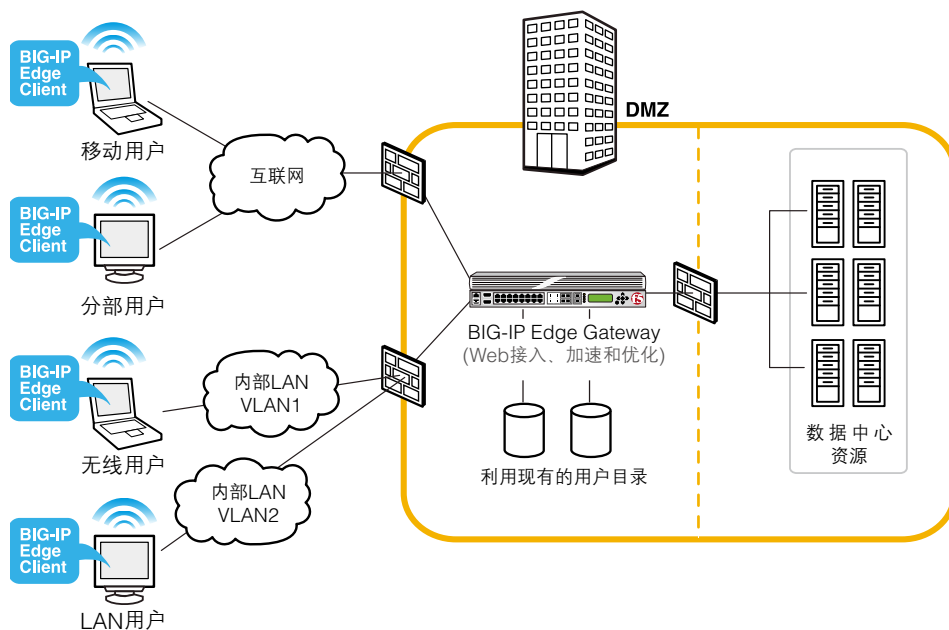 BIG-IP
Edge
Client
移动用户
BIG-IP
Edge
Client
分部用户
BIG-IP
Edge
Client
无线用户
BIG-IP
Edge
Client
LAN用户
互联网
内部LAN
VLAN1
内部LAN
VLAN2
DMZ
f5
BIG-IP Edge Gateway
(Web接入、加速和优化)
利用现有的用户目录
数据中心
资源